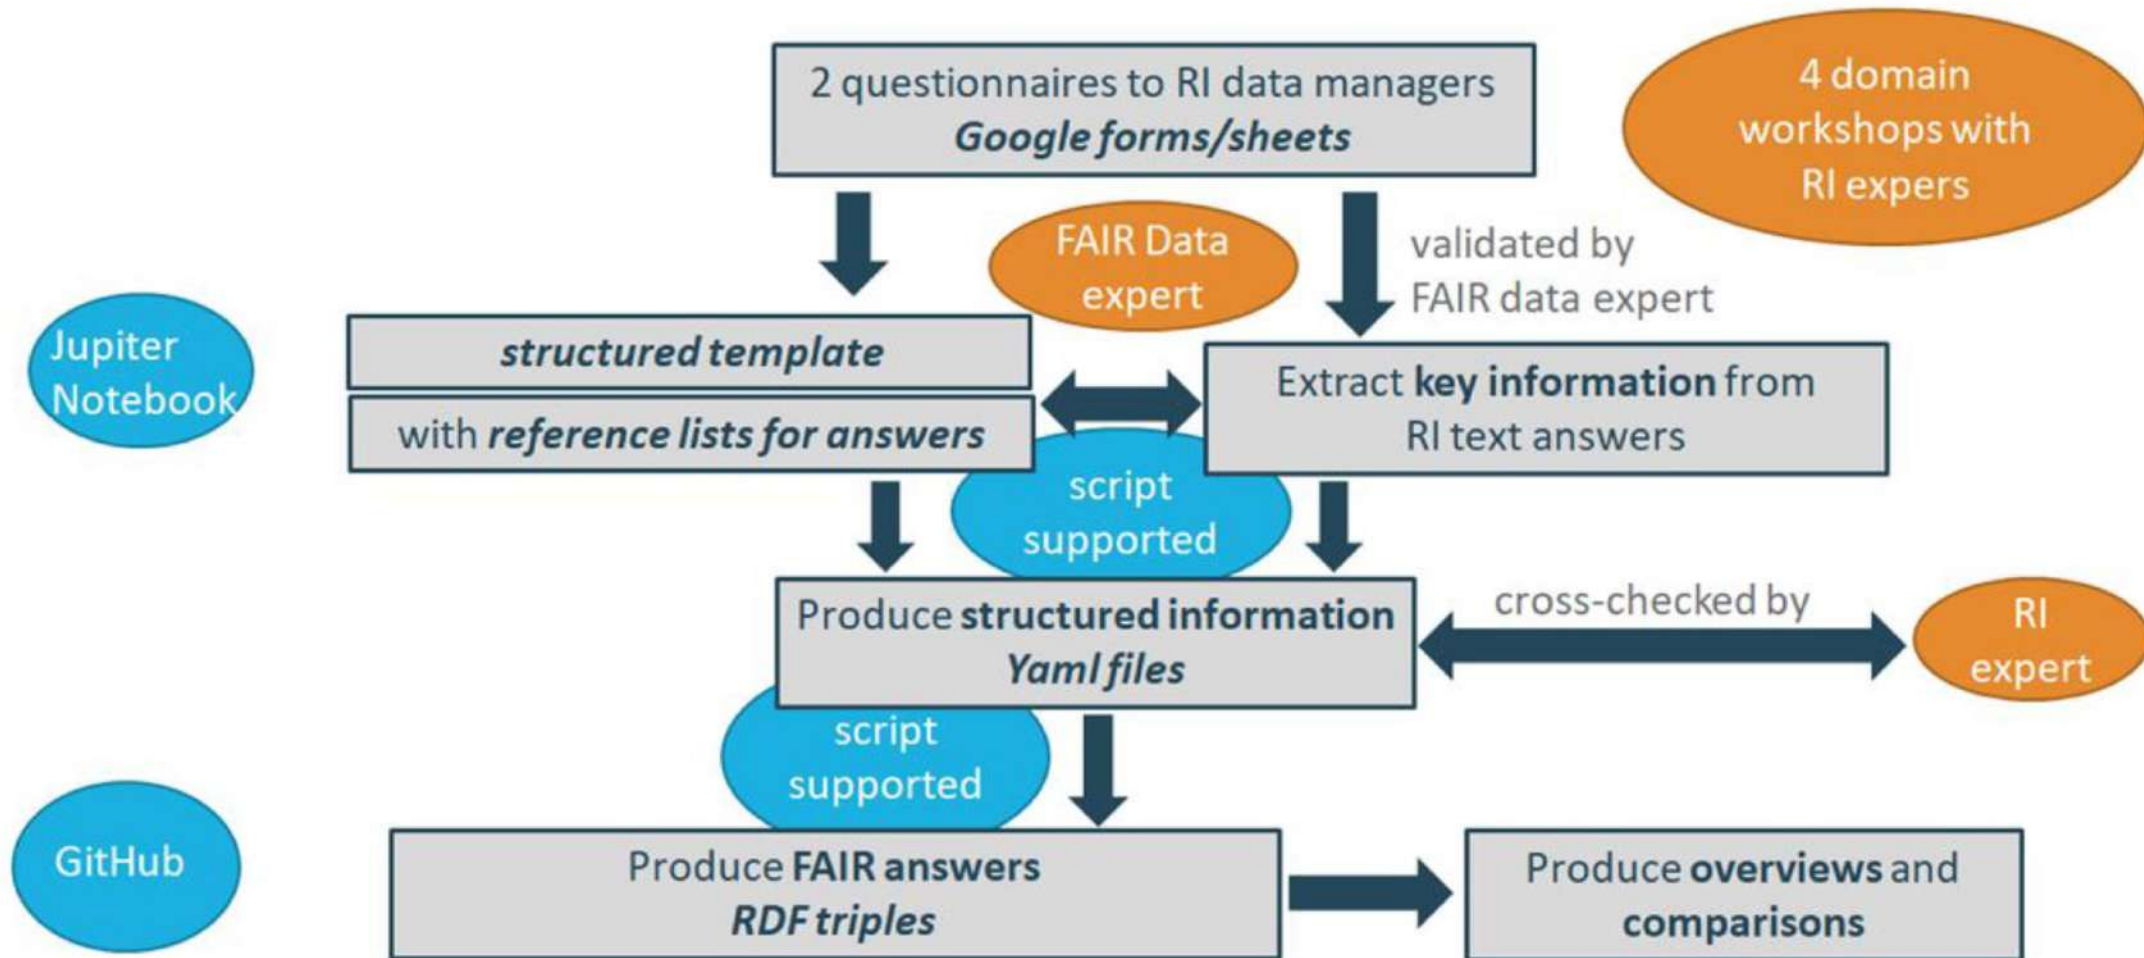 2 questionnaires to RI data managers
Google forms/sheets
4 domain
workshops with
RI expers
FAIR Data
expert
validated by
FAIR data expert
Jupiter
Notebook
structured template
with reference lists for answers
Extract key information from
RI text answers
script
supported
Produce structured information
Yaml files
cross-checked by
RI
expert
script
supported
GitHub
Produce FAIR answers
RDF triples
Produce overviews and
comparisons